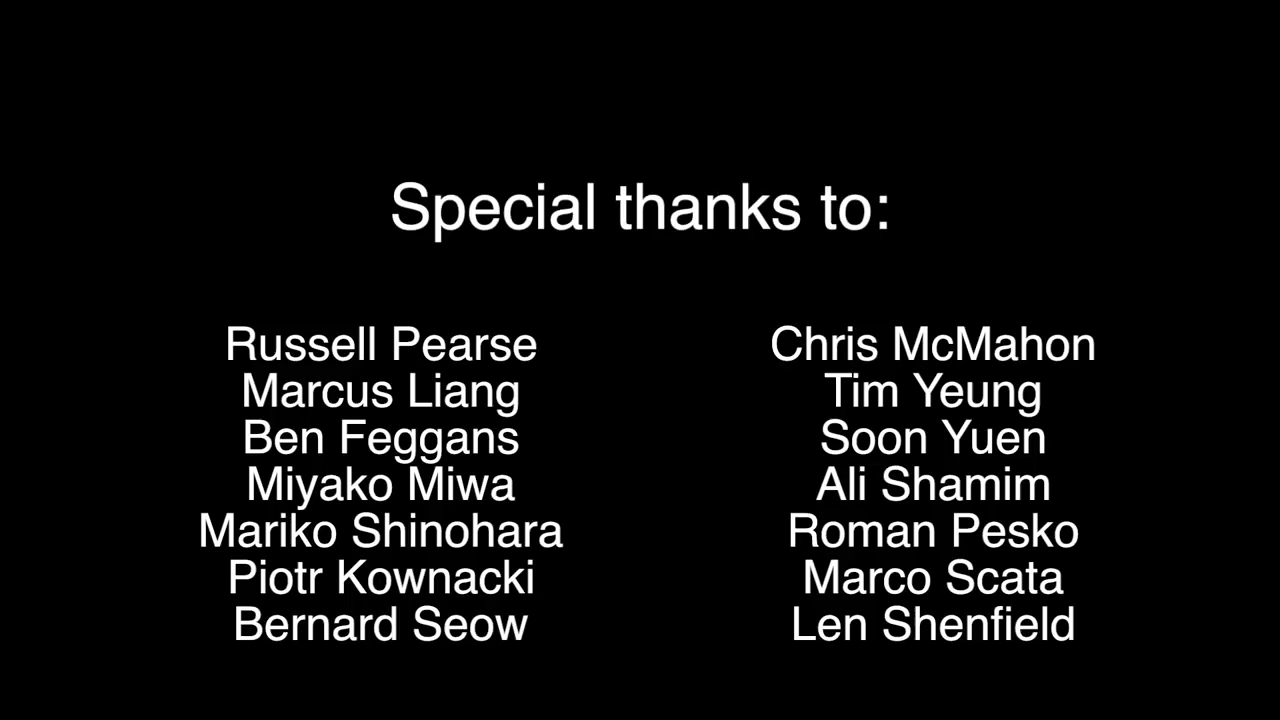 Special thanks to:
Russell Pearse
Marcus Liang
Ben Feggans
Miyako Miwa
Mariko Shinohara
Piotr Kownacki
Bernard Seow
Chris McMahon
Tim Yeung
Soon Yuen
Ali Shamim
Roman Pesko
Marco Scata
Len Shenfield